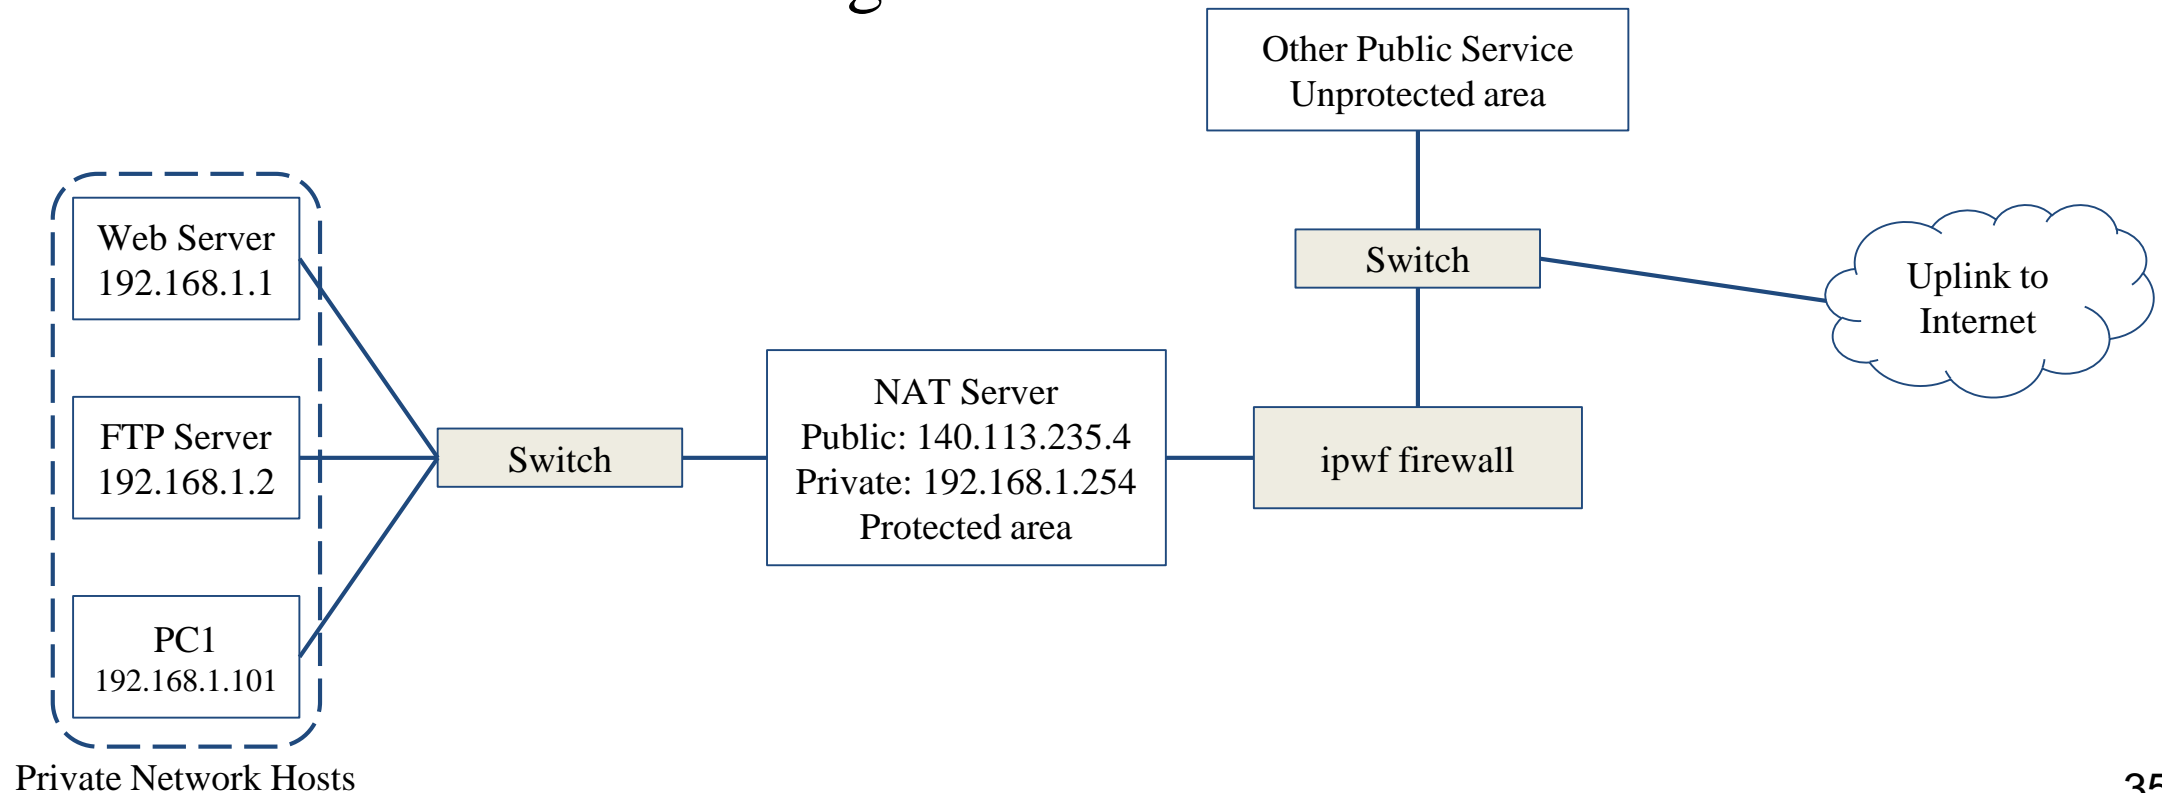 Other Public Service
Unprotected area
Web Server
192.168.1.1
Switch
Uplink to
Internet
NAT Server
Public: 140.113.235.4
Private: 192.168.1.254
Protected area
FTP Server
192.168.1.2
Switch
ipwf firewall
PC1
192.168.1.101
Private Network Hosts
35